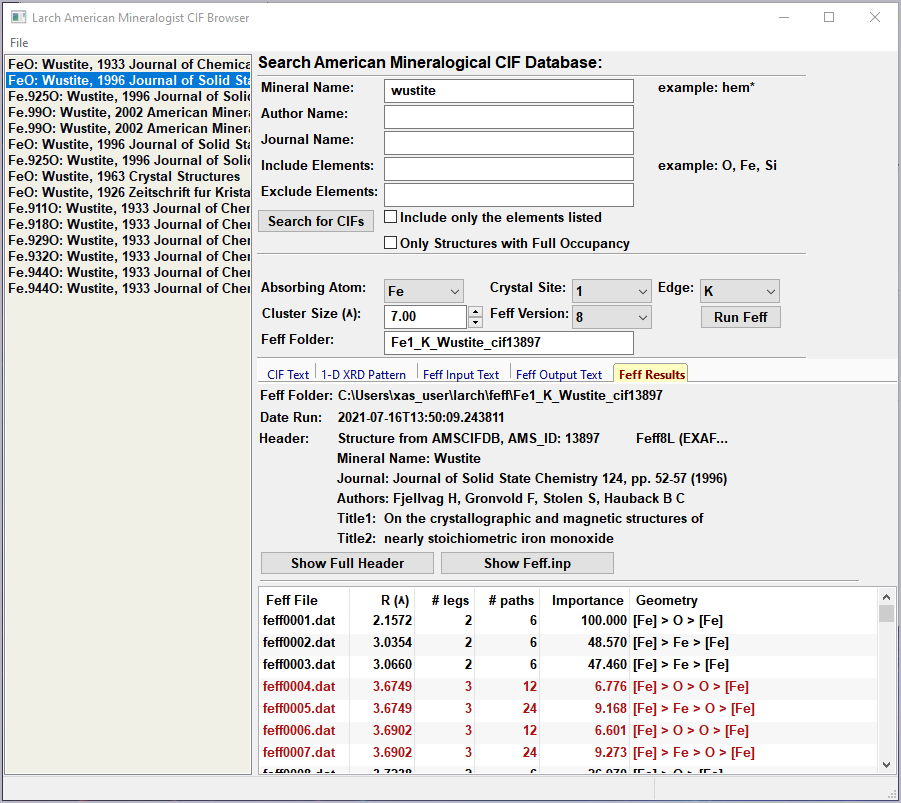 Larch American Mineralogist CIF Browser
File
FeO: Wustite, 1933 Journal of Chemica
FeO: Wustite, 1996 Journal of Solid Sta
Fe.925O: Wustite, 1996 Journal of Solid
Fe.99O: Wustite, 2002 American Minera
Fe.99O: Wustite, 2002 American Minera
FeO: Wustite, 1996 Journal of Solid Sta
Fe.925O: Wustite, 1996 Journal of Solid
FeO: Wustite, 1963 Crystal Structures
FeO: Wustite, 1926 Zeitschrift fur Krista
Fe.911O: Wustite, 1933 Journal of Cher
Fe.918O: Wustite, 1933 Journal of Cher
Fe.929O: Wustite, 1933 Journal of Cher
Fe.932O: Wustite, 1933 Journal of Cher
Fe.944O: Wustite, 1933 Journal of Cher
Fe.944O: Wustite, 1933 Journal of Cher
Search American Mineralogical CIF Database:
Mineral Name: wustite example: hem*
Author Name:
Journal Name:
Include Elements: example: O, Fe, Si
Exclude Elements:
Search for CIFs Include only the elements listed
Only Structures with Full Occupancy
Absorbing Atom: Fe Crystal Site: 1 Edge: K
Cluster Size (Å): 7.00 Feff Version: 8 Run Feff
Feff Folder: Fe1_K_Wustite_cif13897
CIF Text 1-D XRD Pattern Feff Input Text Feff Output Text Feff Results
Feff Folder: C:\Users\xas_user\larch\feff\Fe1_K_Wustite_cif13897
Date Run: 2021-07-16T13:50:09.243811
Header: Structure from AMSCIFDB, AMS_ID: 13897 Feff8L (EXAF...
Mineral Name: Wustite
Journal: Journal of Solid State Chemistry 124, pp. 52-57 (1996)
Authors: Fjellvag H, Gronvold F, Stolen S, Hauback B C
Title1: On the crystallographic and magnetic structures of
Title2: nearly stoichiometric iron monoxide
Show Full Header Show Feff.inp
Feff File R (Å) # legs # paths Importance Geometry
feff0001.dat 2.1572 2 6 100.000 [Fe] > O > [Fe]
feff0002.dat 3.0354 2 6 48.570 [Fe] > Fe > [Fe]
feff0003.dat 3.0660 2 6 47.460 [Fe] > Fe > [Fe]
feff0004.dat 3.6749 3 12 6.776 [Fe] > O > O > [Fe]
feff0005.dat 3.6749 3 24 9.168 [Fe] > Fe > O > [Fe]
feff0006.dat 3.6902 3 12 6.601 [Fe] > O > O > [Fe]
feff0007.dat 3.6902 3 24 9.273 [Fe] > Fe > O > [Fe]